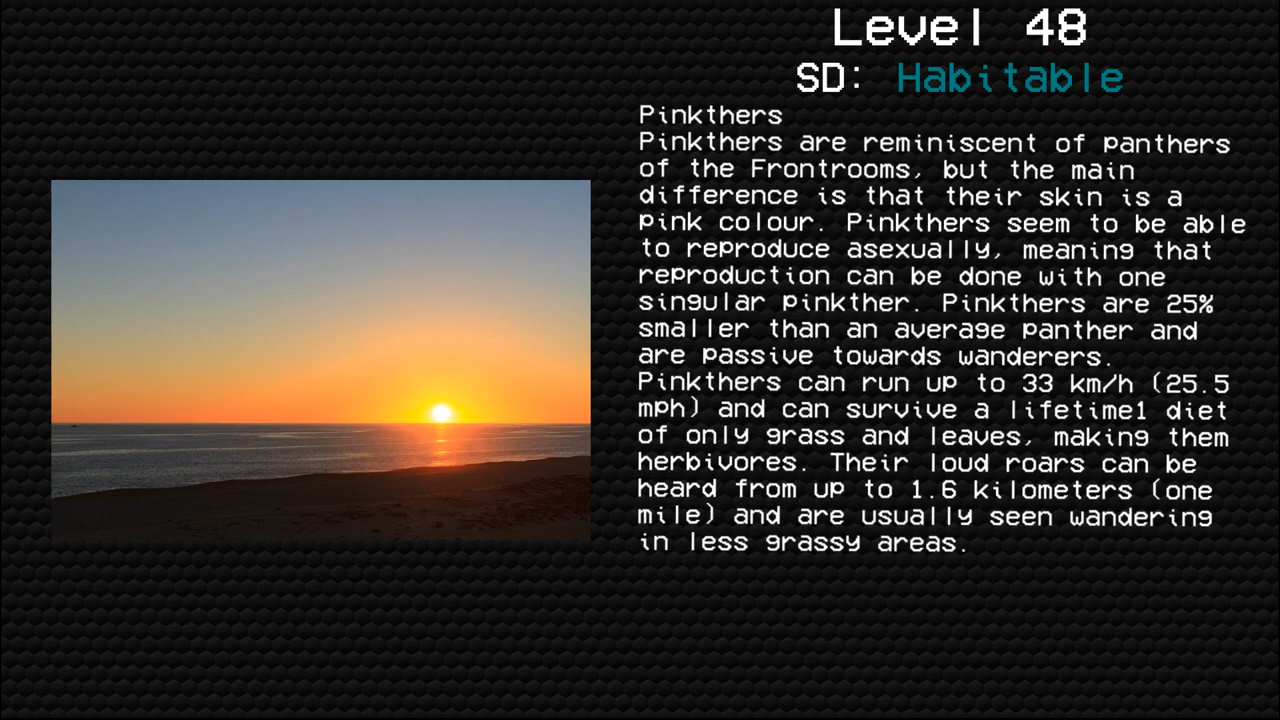 Level 48
SD: Habitable
Pinkthers
Pinkthers are reminiscent of panthers
of the Frontrooms, but the main
difference is that their skin is a
pink colour. Pinkthers seem to be able
to reproduce asexually, meaning that
reproduction can be done with one
singular pinkther. Pinkthers are 25%
smaller than an average panther and
are passive towards wanderers.
Pinkthers can run up to 33 km/h (25.5
mph) and can survive a lifetime1 diet
of only grass and leaves, making them
herbivores. Their loud roars can be
heard from up to 1.6 kilometers (one
mile) and are usually seen wandering
in less grassy areas.